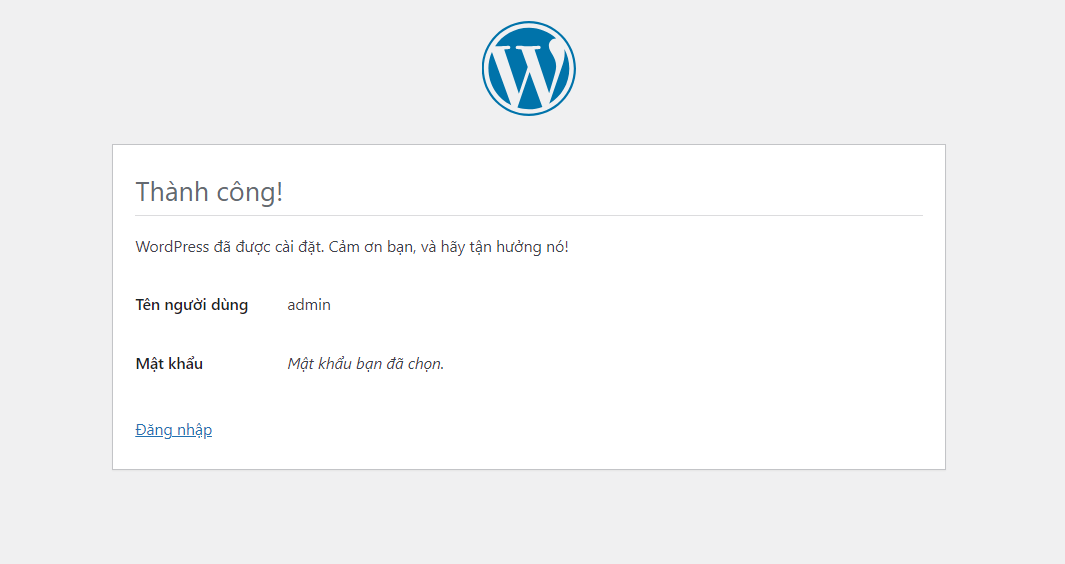 Thành công!
WordPress đã được cài đặt. Cảm ơn bạn, và hãy tận hưởng nó!
Tên người dùng admin
Mật khẩu Mật khẩu bạn đã chọn.
Đăng nhập